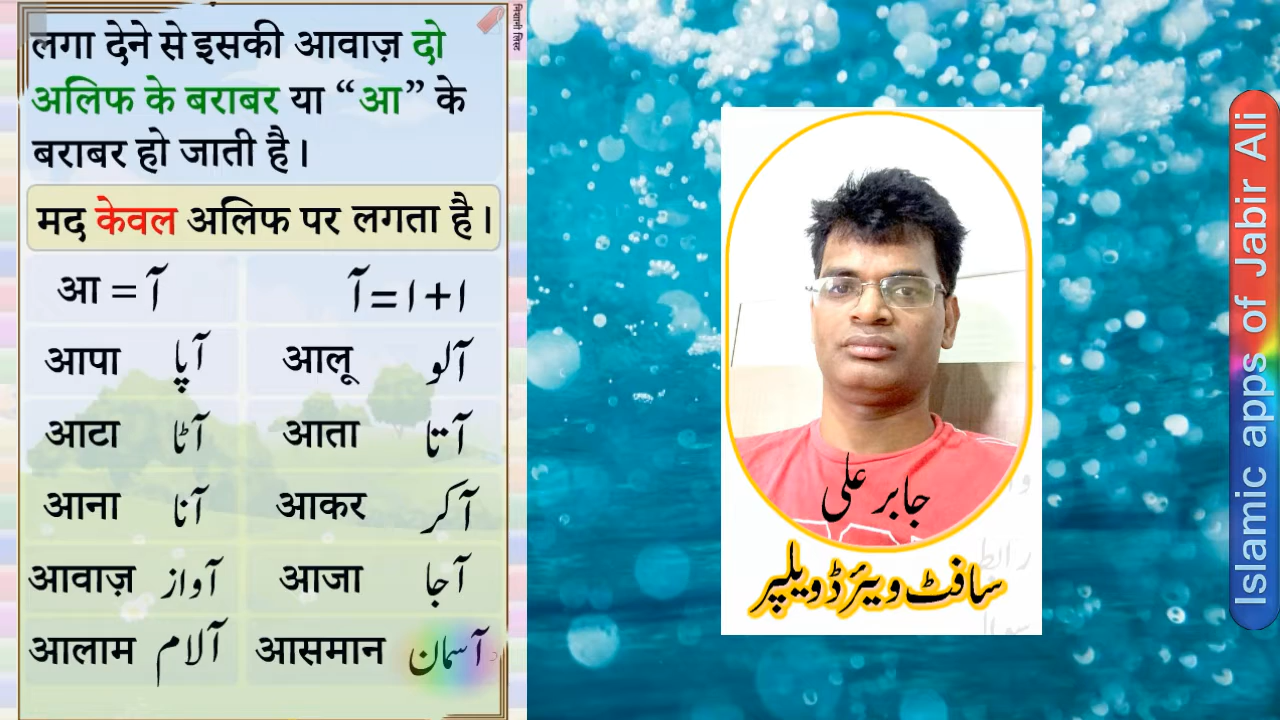 लगा देने से इसकी आवाज़ दो
अलिफ के बराबर या “आ” के
बराबर हो जाती है।
मद केवल अलिफ पर लगता है।
आ = آ
ا+ا=آ
आपा آپا
आलू آلو
आटा آٹا
आता آتا
आना آنا
आकर آکر
आवाज़ آواز
आजा آجا
आलाम آلام
आसमान آسمان
निशानी लिस्ट
جابر علی
سافٹ ویئر ڈویلپر
Islamic apps of Jabir Ali